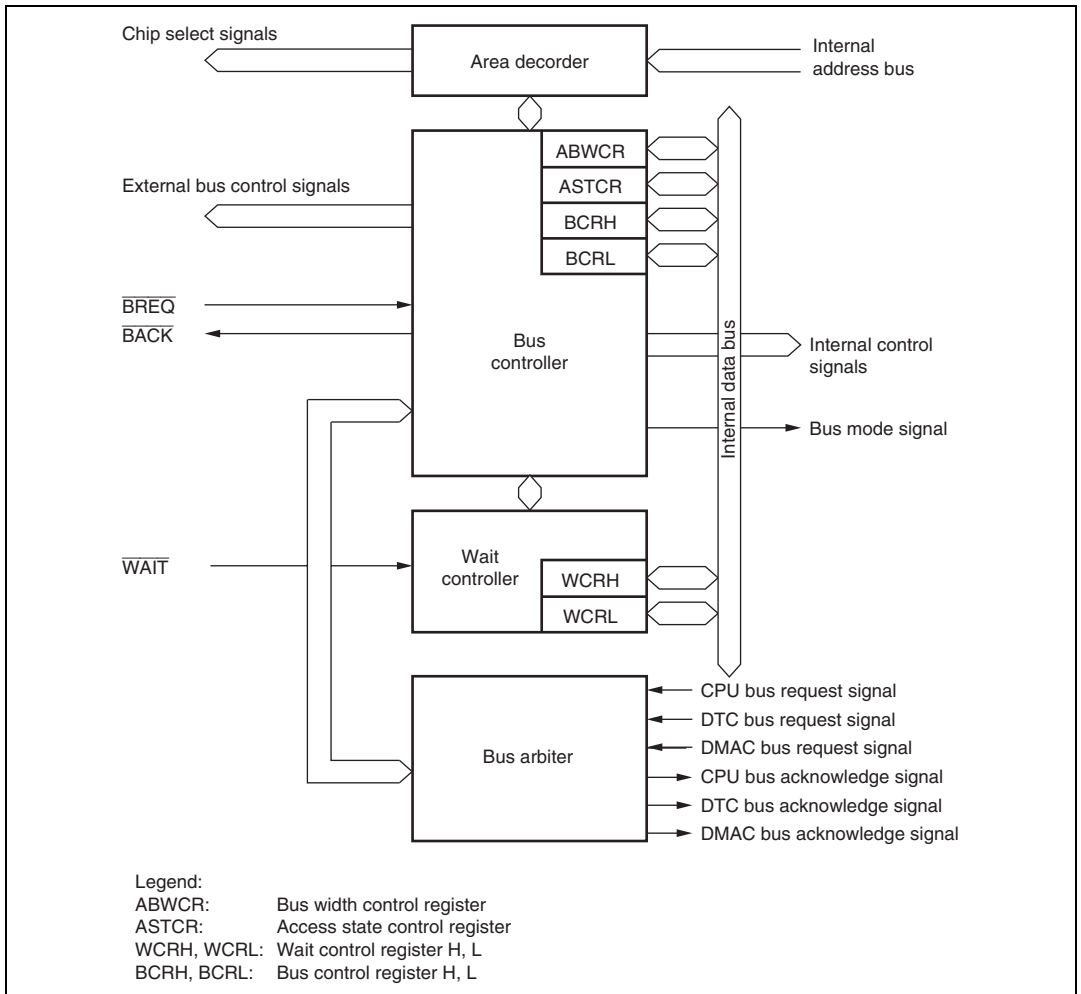 Chip select signals
Area decorder
Internal
address bus
ABWCR
ASTCR
External bus control signals
BCRH
BCRL
BREQ
BACK
Bus
controller
Internal data bus
Internal control
signals
Bus mode signal
WAIT
Wait
controller
WCRH
WCRL
CPU bus request signal
DTC bus request signal
DMAC bus request signal
Bus arbiter
CPU bus acknowledge signal
DTC bus acknowledge signal
DMAC bus acknowledge signal
Legend:
ABWCR: Bus width control register
ASTCR: Access state control register
WCRH, WCRL: Wait control register H, L
BCRH, BCRL: Bus control register H, L